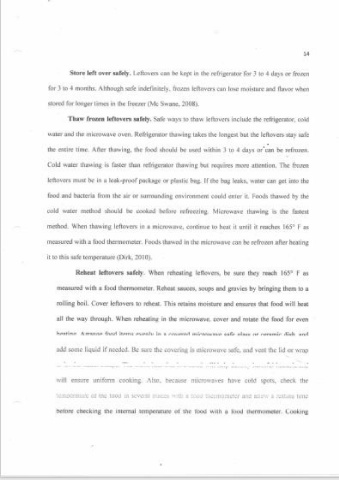 14
Store left over safely. Leftovers can be kept in the refrigerator for 3 to 4 days or frozen
for 3 to 4 months. Although safe indefinitely, frozen leftovers can lose moisture and flavor when
stored for longer times in the freezer (Mc Swane, 2008).
Thaw frozen leftovers safely. Safe ways to thaw leftovers include the refrigerator, cold
water and the microwave oven. Refrigerator thawing takes the longest but the leftovers stay safe
the entire time. After thawing, the food should be used within 3 to 4 days or can be refrozen.
Cold water thawing is faster than refrigerator thawing but requires more attention. The frozen
leftovers must be in a leak-proof package or plastic bag. If the bag leaks, water can get into the
food and bacteria from the air or surrounding environment could enter it. Foods thawed by the
cold water method should be cooked before refreezing. Microwave thawing is the fastest
method. When thawing leftovers in a microwave, continue to heat it until it reaches 165° F as
measured with a food thermometer. Foods thawed in the microwave can be refrozen after heating
it to this safe temperature (Dirk, 2010).
Reheat leftovers safely. When reheating leftovers, be sure they reach 165° F as
measured with a food thermometer. Reheat sauces, soups and gravies by bringing them to a
rolling boil. Cover leftovers to reheat. This retains moisture and ensures that food will heat
all the way through. When reheating in the microwave, cover and rotate the food for even
heating. Arrange food items evenly in a covered microwave safe glass or ceramic dish, and
add some liquid if needed. Be sure the covering is microwave safe, and vent the lid or wrap
will ensure uniform cooking. Also, because microwaves have cold spots, check the
temperature of the food in several places with a food thermometer and allow a resting time
before checking the internal temperature of the food with a food thermometer. Cooking